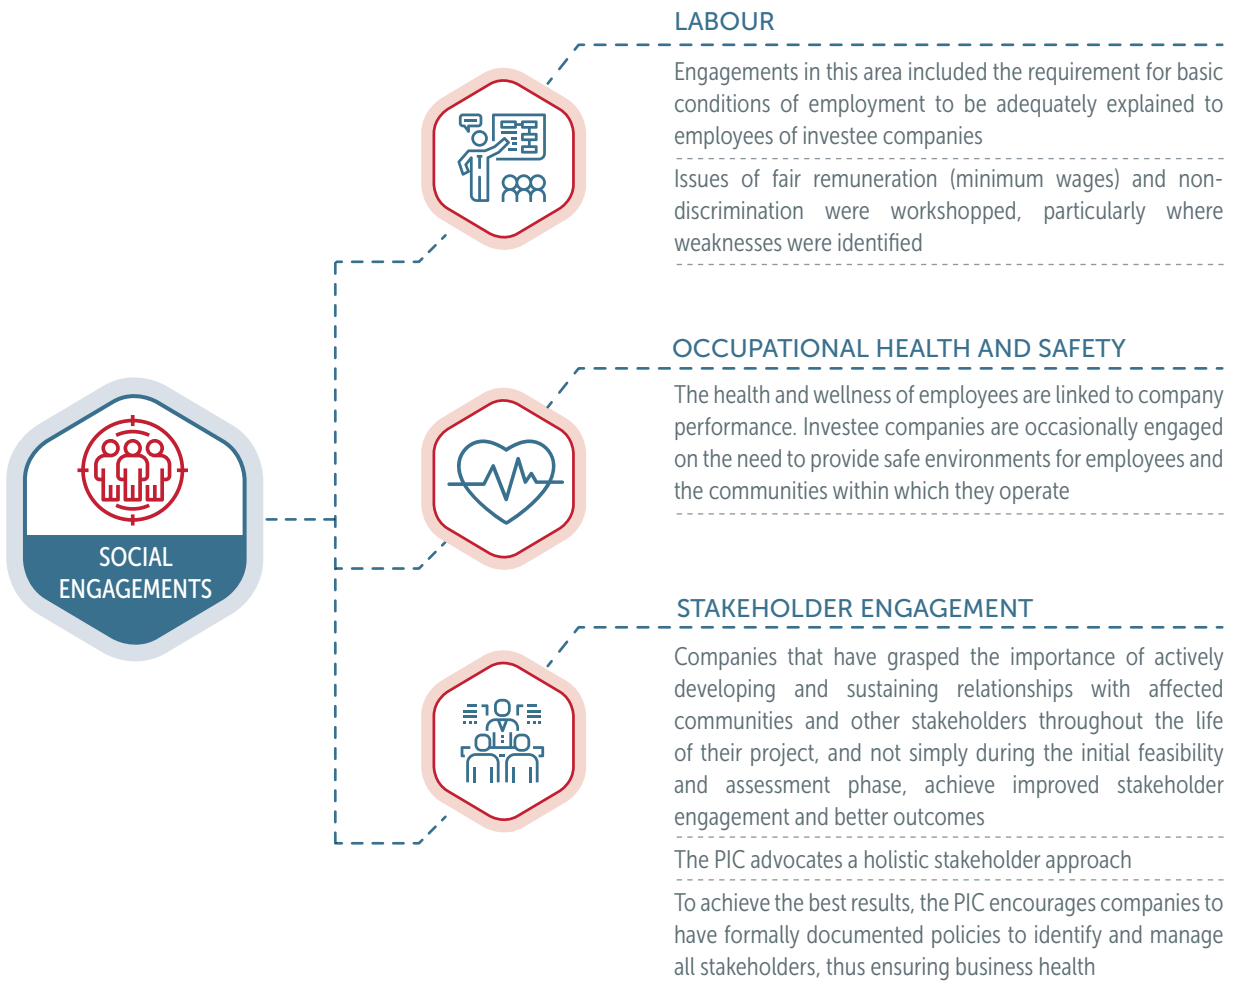 LABOUR
Engagements in this area included the requirement for basic
conditions of employment to be adequately explained to
employees of investee companies
Issues of fair remuneration (minimum wages) and non-
discrimination were workshopped, particularly where
weaknesses were identified
OCCUPATIONAL HEALTH AND SAFETY
The health and wellness of employees are linked to company
performance. Investee companies are occasionally engaged
on the need to provide safe environments for employees and
the communities within which they operate
SOCIAL
ENGAGEMENTS
STAKEHOLDER ENGAGEMENT
Companies that have grasped the importance of actively
developing and sustaining relationships with affected
communities and other stakeholders throughout the life
of their project, and not simply during the initial feasibility
and assessment phase, achieve improved stakeholder
engagement and better outcomes
The PIC advocates a holistic stakeholder approach
To achieve the best results, the PIC encourages companies to
have formally documented policies to identify and manage
all stakeholders, thus ensuring business health